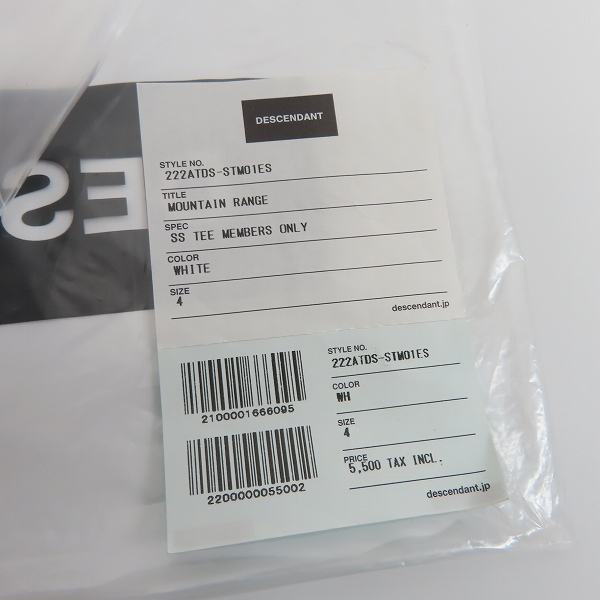 ES
DESCENDANT
STYLE NO.
222ATDS-STM01ES
TITLE
MOUNTAIN RANGE
SPEC
SS TEE MEMBERS ONLY
COLOR
WHITE
SIZE
4
descendant.jp
STYLE NO.
222ATDS-STM01ES
COLOR
WH
SIZE
4
PRICE
5,500 TAX INCL.
descendant.jp
2100001666095
2200000055002